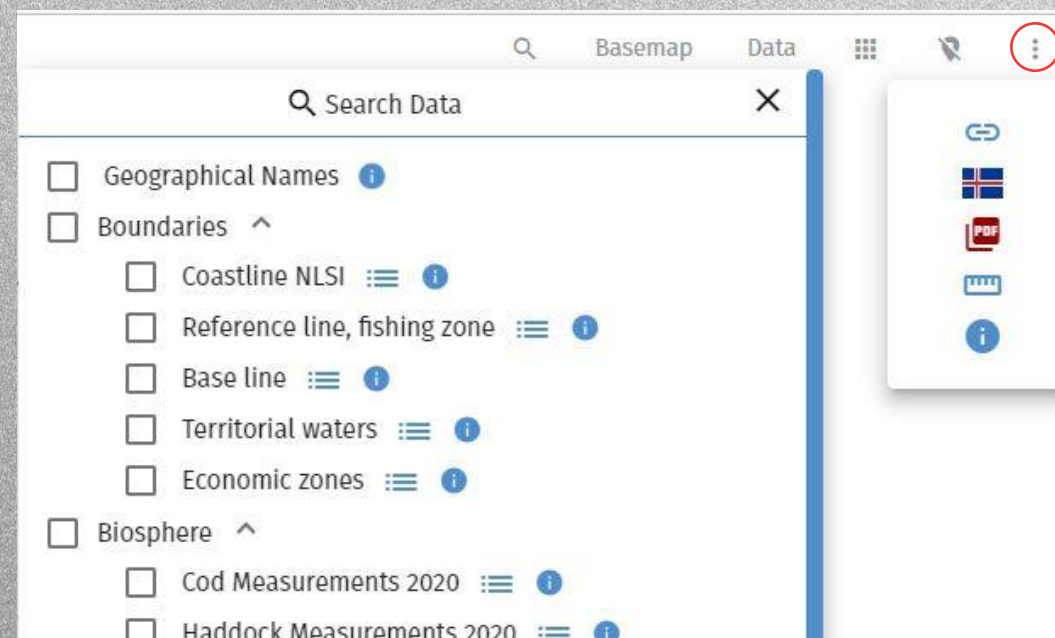 Basemap Data
Search Data
Geographical Names
Boundaries
Coastline NLSI
Reference line, fishing zone
Base line
Territorial waters
Economic zones
Biosphere
Cod Measurements 2020
Haddock Measurements 2020
PDF